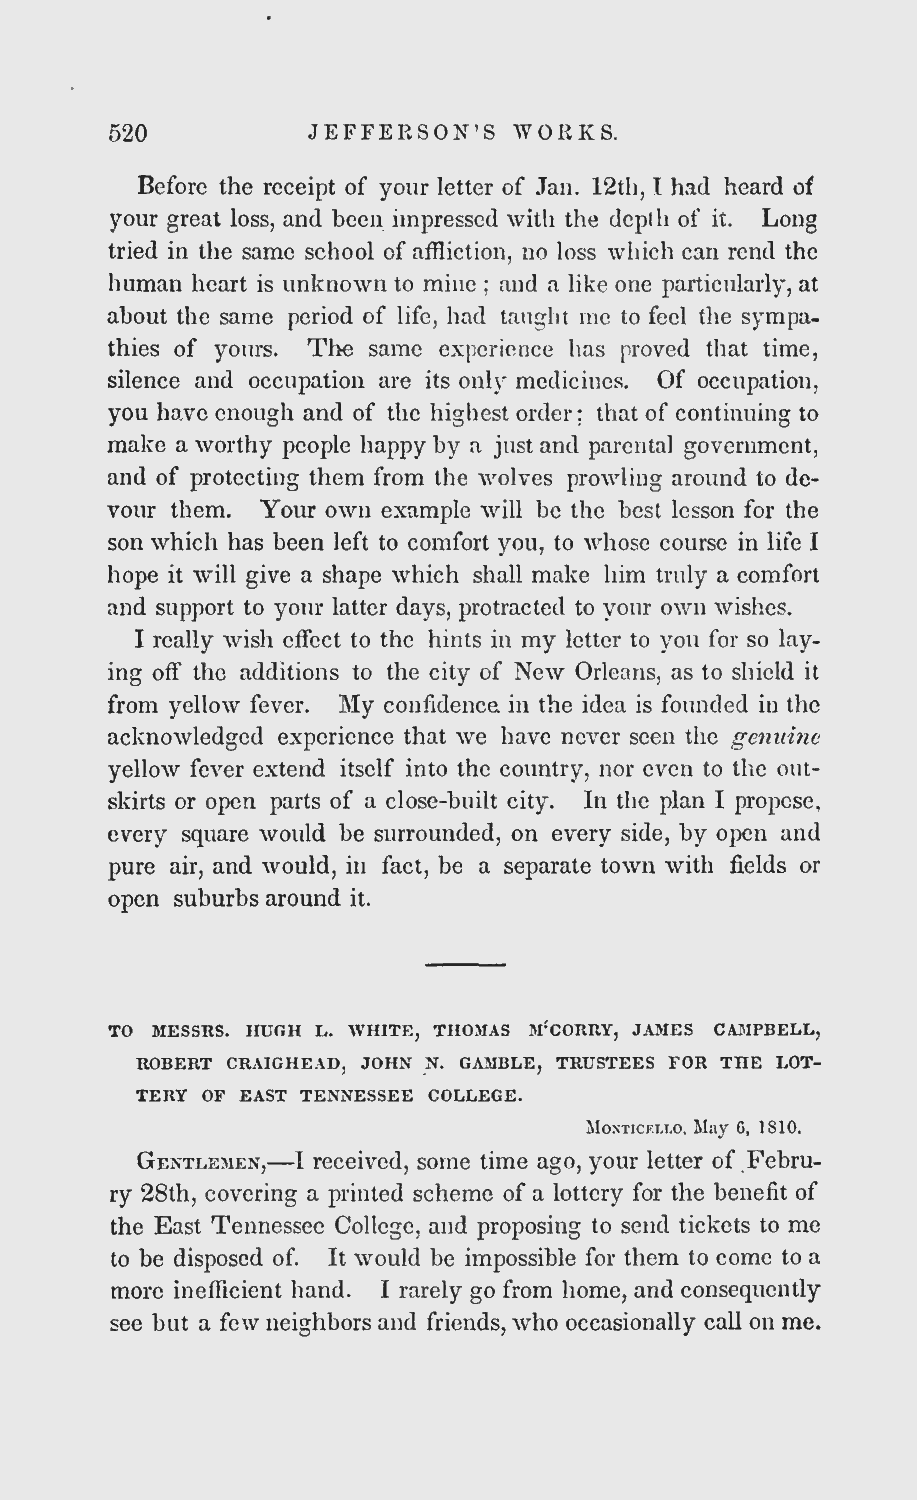 520 JEFFERSON'S WORKS.
Before the receipt of your letter of Jan. 12th, I had heard of
your great loss, and been impressed with the depth of it. Long
tried in the same school of affliction, no loss which can rend the
human heart is unknown to mine ; and a like one particularly, at
about the same period of life, had taught me to feel the sympa-
thies of yours. The same experience has proved that time,
silence and occupation are its only medicines. Of occupation,
you have enough and of the highest order; that of continuing to
make a worthy people happy by a just and parental government,
and of protecting them from the wolves prowling around to de-
vour them. Your own example will be the best lesson for the
son which has been left to comfort you, to whose course in life I
hope it will give a shape which shall make him truly a comfort
and support to your latter days, protracted to your own wishes.
I really wish effect to the hints in my letter to you for so lay-
ing off the additions to the city of New Orleans, as to shield it
from yellow fever. My confidence in the idea is founded in the
acknowledged experience that we have never seen the genuine
yellow fever extend itself into the country, nor even to the out-
skirts or open parts of a close-built city. In the plan I propose,
every square would be surrounded, on every side, by open and
pure air, and would, in fact, be a separate town with fields or
open suburbs around it.
TO MESSRS. HUGH L. WHITE, THOMAS M'CORRY, JAMES CAMPBELL,
ROBERT CRAIGHEAD, JOHN N. GAMBLE, TRUSTEES FOR THE LOT-
TERY OF EAST TENNESSEE COLLEGE.
MONTICELLO, May 6, 1810.
GENTLEMEN,—I received, some time ago, your letter of Febru-
ry 28th, covering a printed scheme of a lottery for the benefit of
the East Tennessee College, and proposing to send tickets to me
to be disposed of. It would be impossible for them to come to a
more inefficient hand. I rarely go from home, and consequently
see but a few neighbors and friends, who occasionally call on me.